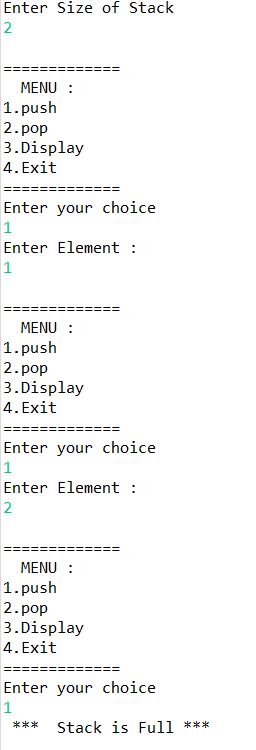 Enter Size of Stack
2
=============
MENU :
1.push
2.pop
3.Display
4.Exit
=============
Enter your choice
1
Enter Element :
1
=============
MENU :
1.push
2.pop
3.Display
4.Exit
=============
Enter your choice
1
Enter Element :
2
=============
MENU :
1.push
2.pop
3.Display
4.Exit
=============
Enter your choice
1
*** Stack is Full ***